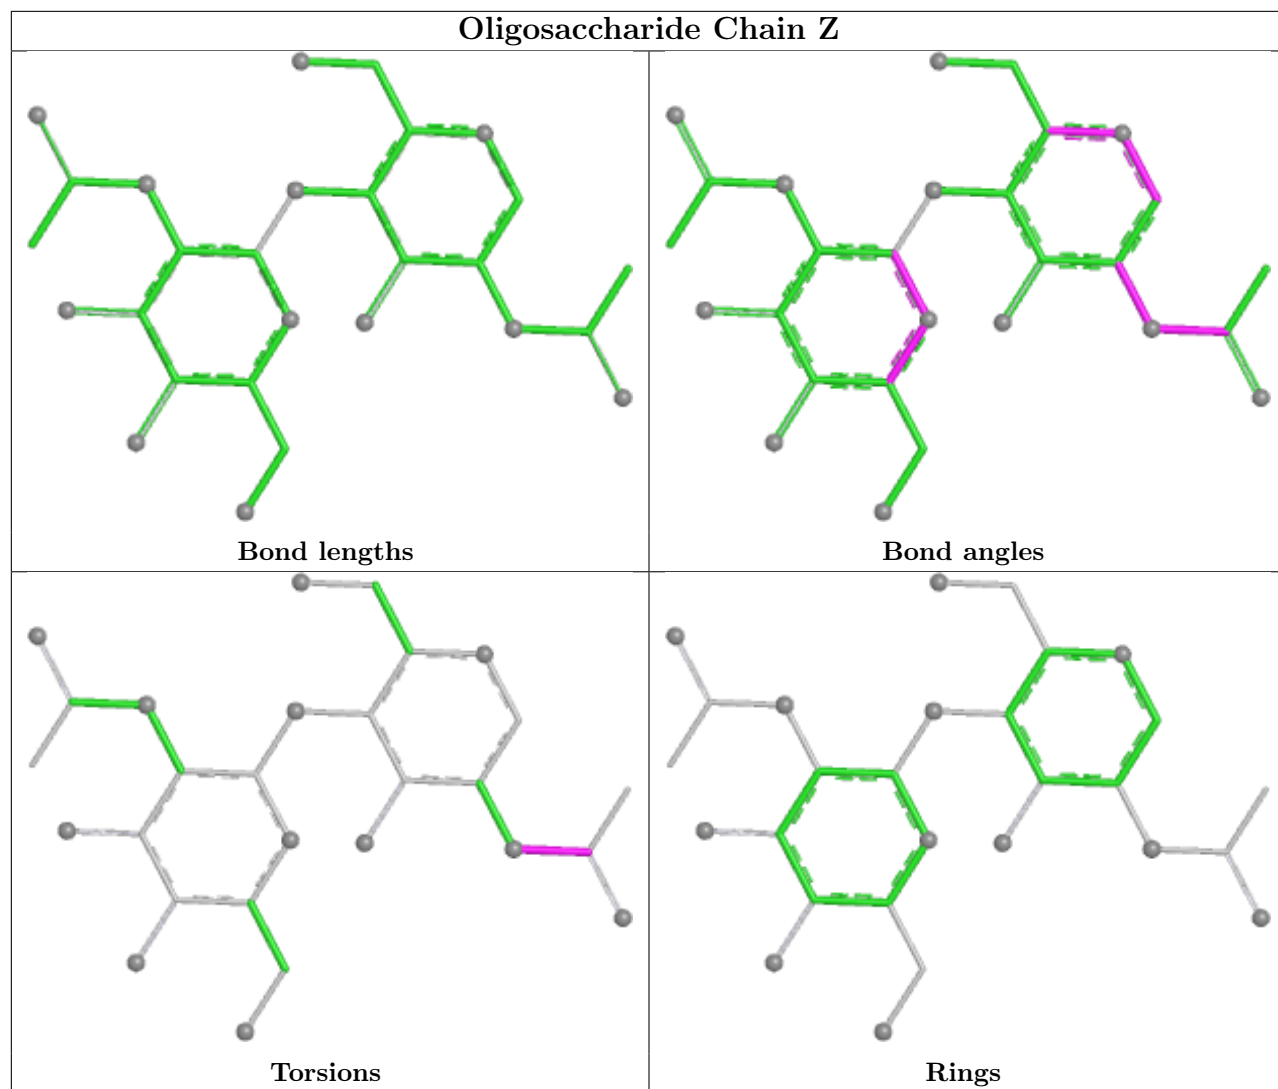 Oligosaccharide Chain Z
Bond lengths
Bond angles
Torsions
Rings